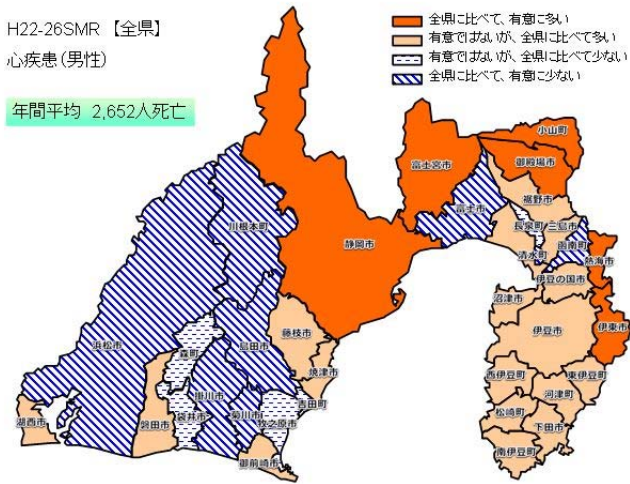 H22-26SMR 【全県】
心疾患(男性)
年間平均 2,652人死亡
全県に比べて、有意に多い
有意ではないが、全県に比べて多い
有意ではないが、全県に比べて少ない
全県に比べて、有意に少ない
小山町
富士宮市
御殿場市
裾野市
富士市
長泉町
三島市
川根本町
函南町
静岡市
清水町
熱海市
伊豆の国市
沼津市
伊東市
藤枝市
伊豆市
島田市
浜松市
森町
焼津市
西伊豆町
東伊豆町
掛川市
河津町
吉田町
湖西市
磐田市
袋井市
菊川市
牧之原市
松崎町
下田市
南伊豆町
御前崎市